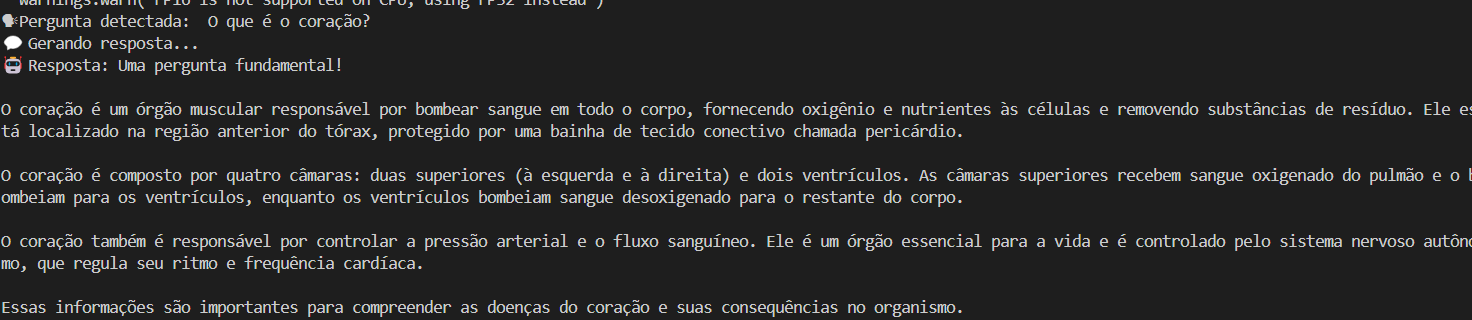 warnings.warn("FP16 is not supported on CPU; using FP32 instead")
🗣Pergunta detectada:  O que é o coração?
💬 Gerando resposta...
🤖 Resposta: Uma pergunta fundamental!
O coração é um órgão muscular responsável por bombear sangue em todo o corpo, fornecendo oxigênio e nutrientes às células e removendo substâncias de resíduo. Ele es
tá localizado na região anterior do tórax, protegido por uma bainha de tecido conectivo chamada pericárdio.
O coração é composto por quatro câmaras: duas superiores (à esquerda e à direita) e dois ventrículos. As câmaras superiores recebem sangue oxigenado do pulmão e o b
ombeiam para os ventrículos, enquanto os ventrículos bombeiam sangue desoxigenado para o restante do corpo.
O coração também é responsável por controlar a pressão arterial e o fluxo sanguíneo. Ele é um órgão essencial para a vida e é controlado pelo sistema nervoso autôno
mo, que regula seu ritmo e frequência cardíaca.
Essas informações são importantes para compreender as doenças do coração e suas consequências no organismo.